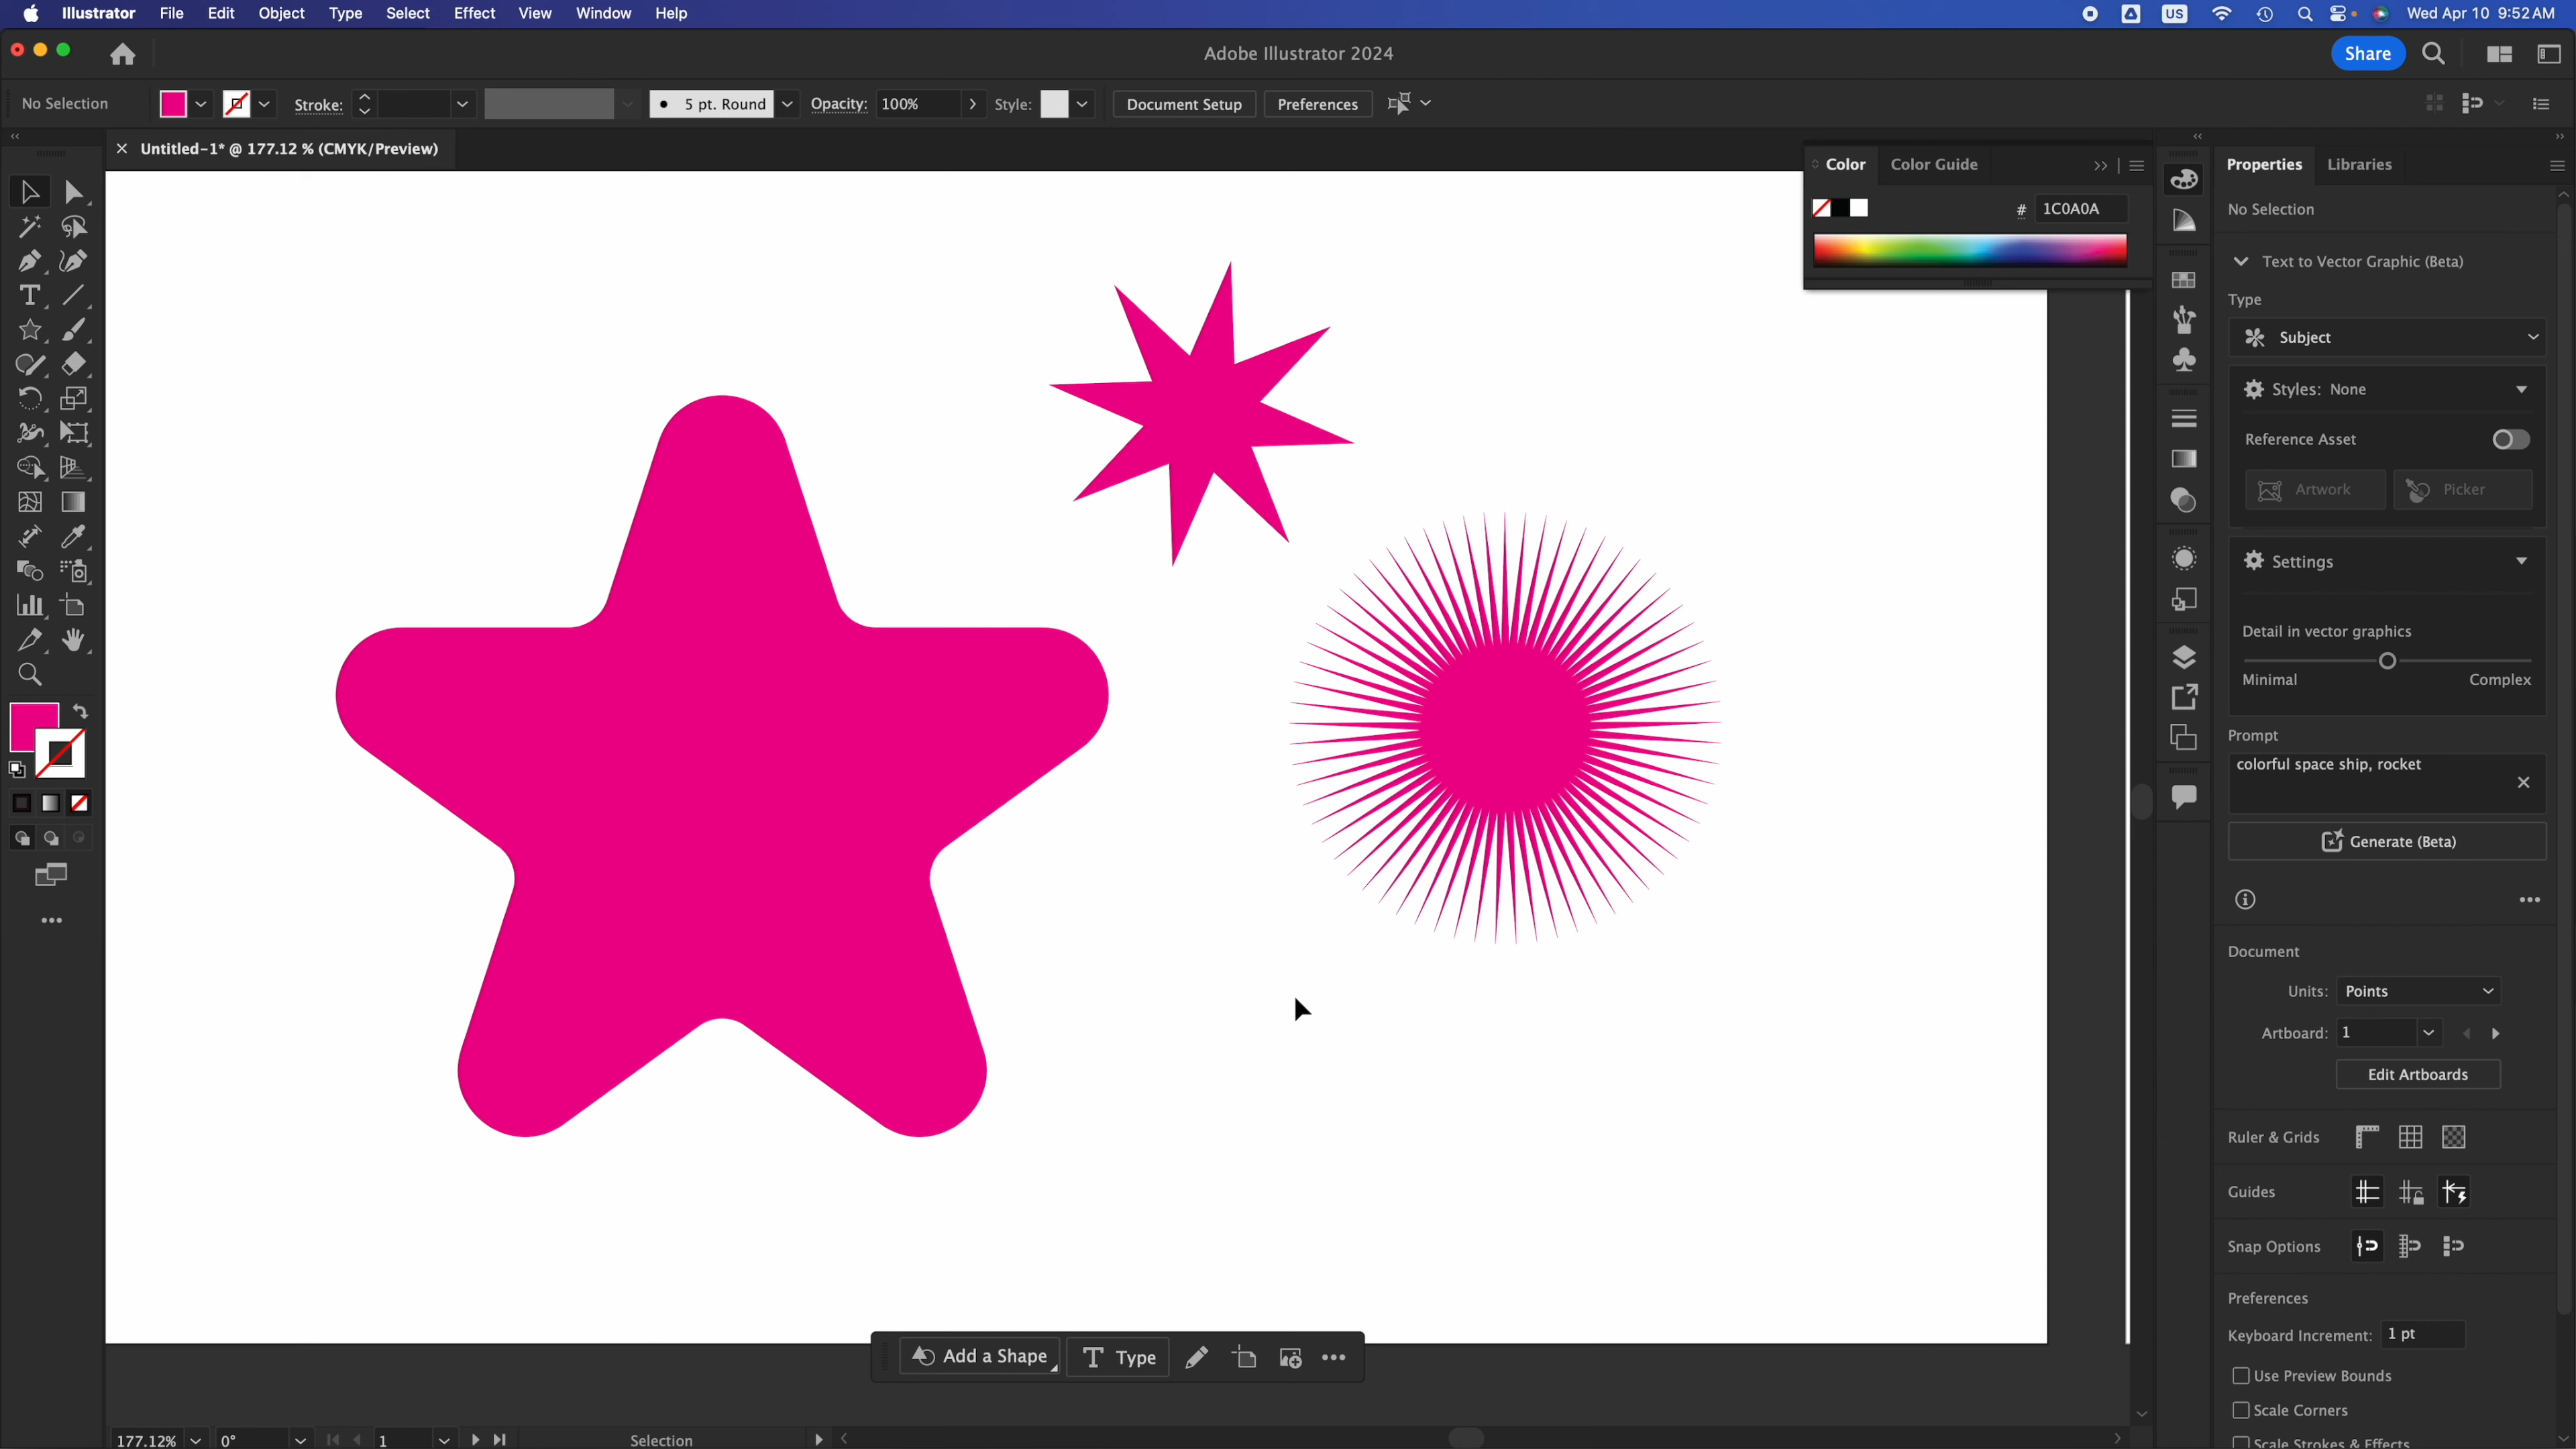 Illustrator File Edit Object Type Select Effect View Window Help US Wed Apr 10 9:52 AM
Adobe Illustrator 2024 Share
No Selection Stroke: 5 pt. Round Opacity: 100% Style: Document Setup Preferences
Untitled-1* @ 177.12 % (CMYK/Preview)
Color Color Guide
# 1C0A0A
Properties Libraries
No Selection
Text to Vector Graphic (Beta)
Type
Subject
Styles: None
Reference Asset
Artwork Picker
Settings
Detail in vector graphics
Minimal Complex
Prompt
colorful space ship, rocket
Generate (Beta)
Document
Units: Points
Artboard: 1
Edit Artboards
Ruler & Grids
Guides
Snap Options
Preferences
Keyboard Increment: 1 pt
Use Preview Bounds
Scale Corners
Scale Strokes & Effects
Add a Shape Type
177.12% 0° 1 Selection